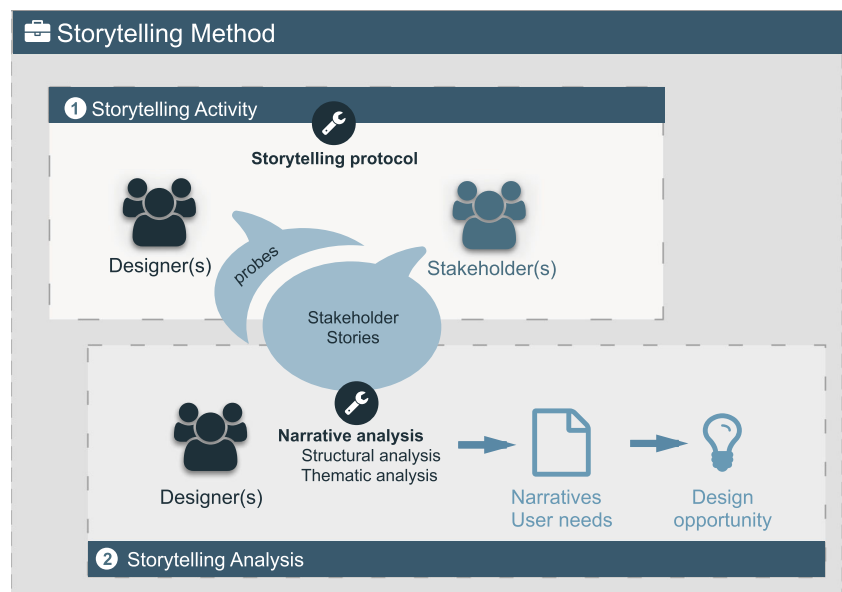 Storytelling Method
1 Storytelling Activity
Storytelling protocol
Designer(s)
probes
Stakeholder(s)
Stakeholder
Stories
Designer(s)
Narrative analysis
Structural analysis
Thematic analysis
Narratives
User needs
Design
opportunity
2 Storytelling Analysis